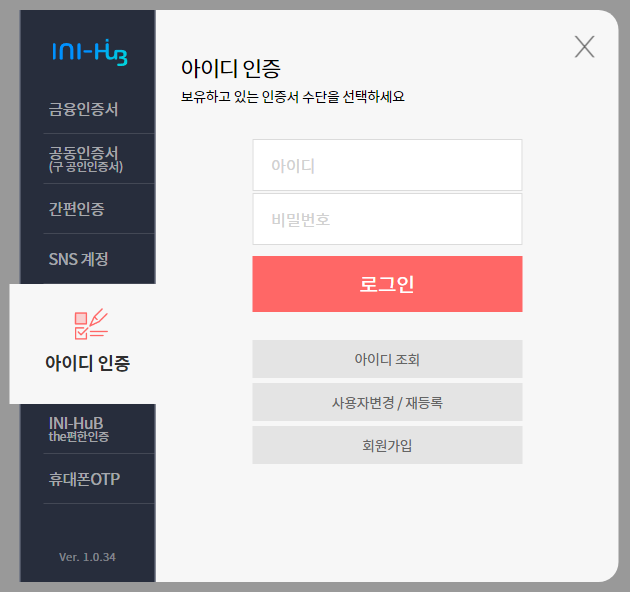 INI-HUB
금융인증서
공동인증서
(구 공인인증서)
간편인증
SNS 계정
아이디 인증
INI-HuB
the편한인증
휴대폰OTP
Ver. 1.0.34
아이디 인증
보유하고 있는 인증서 수단을 선택하세요
아이디
비밀번호
로그인
아이디 조회
사용자변경 / 재등록
회원가입